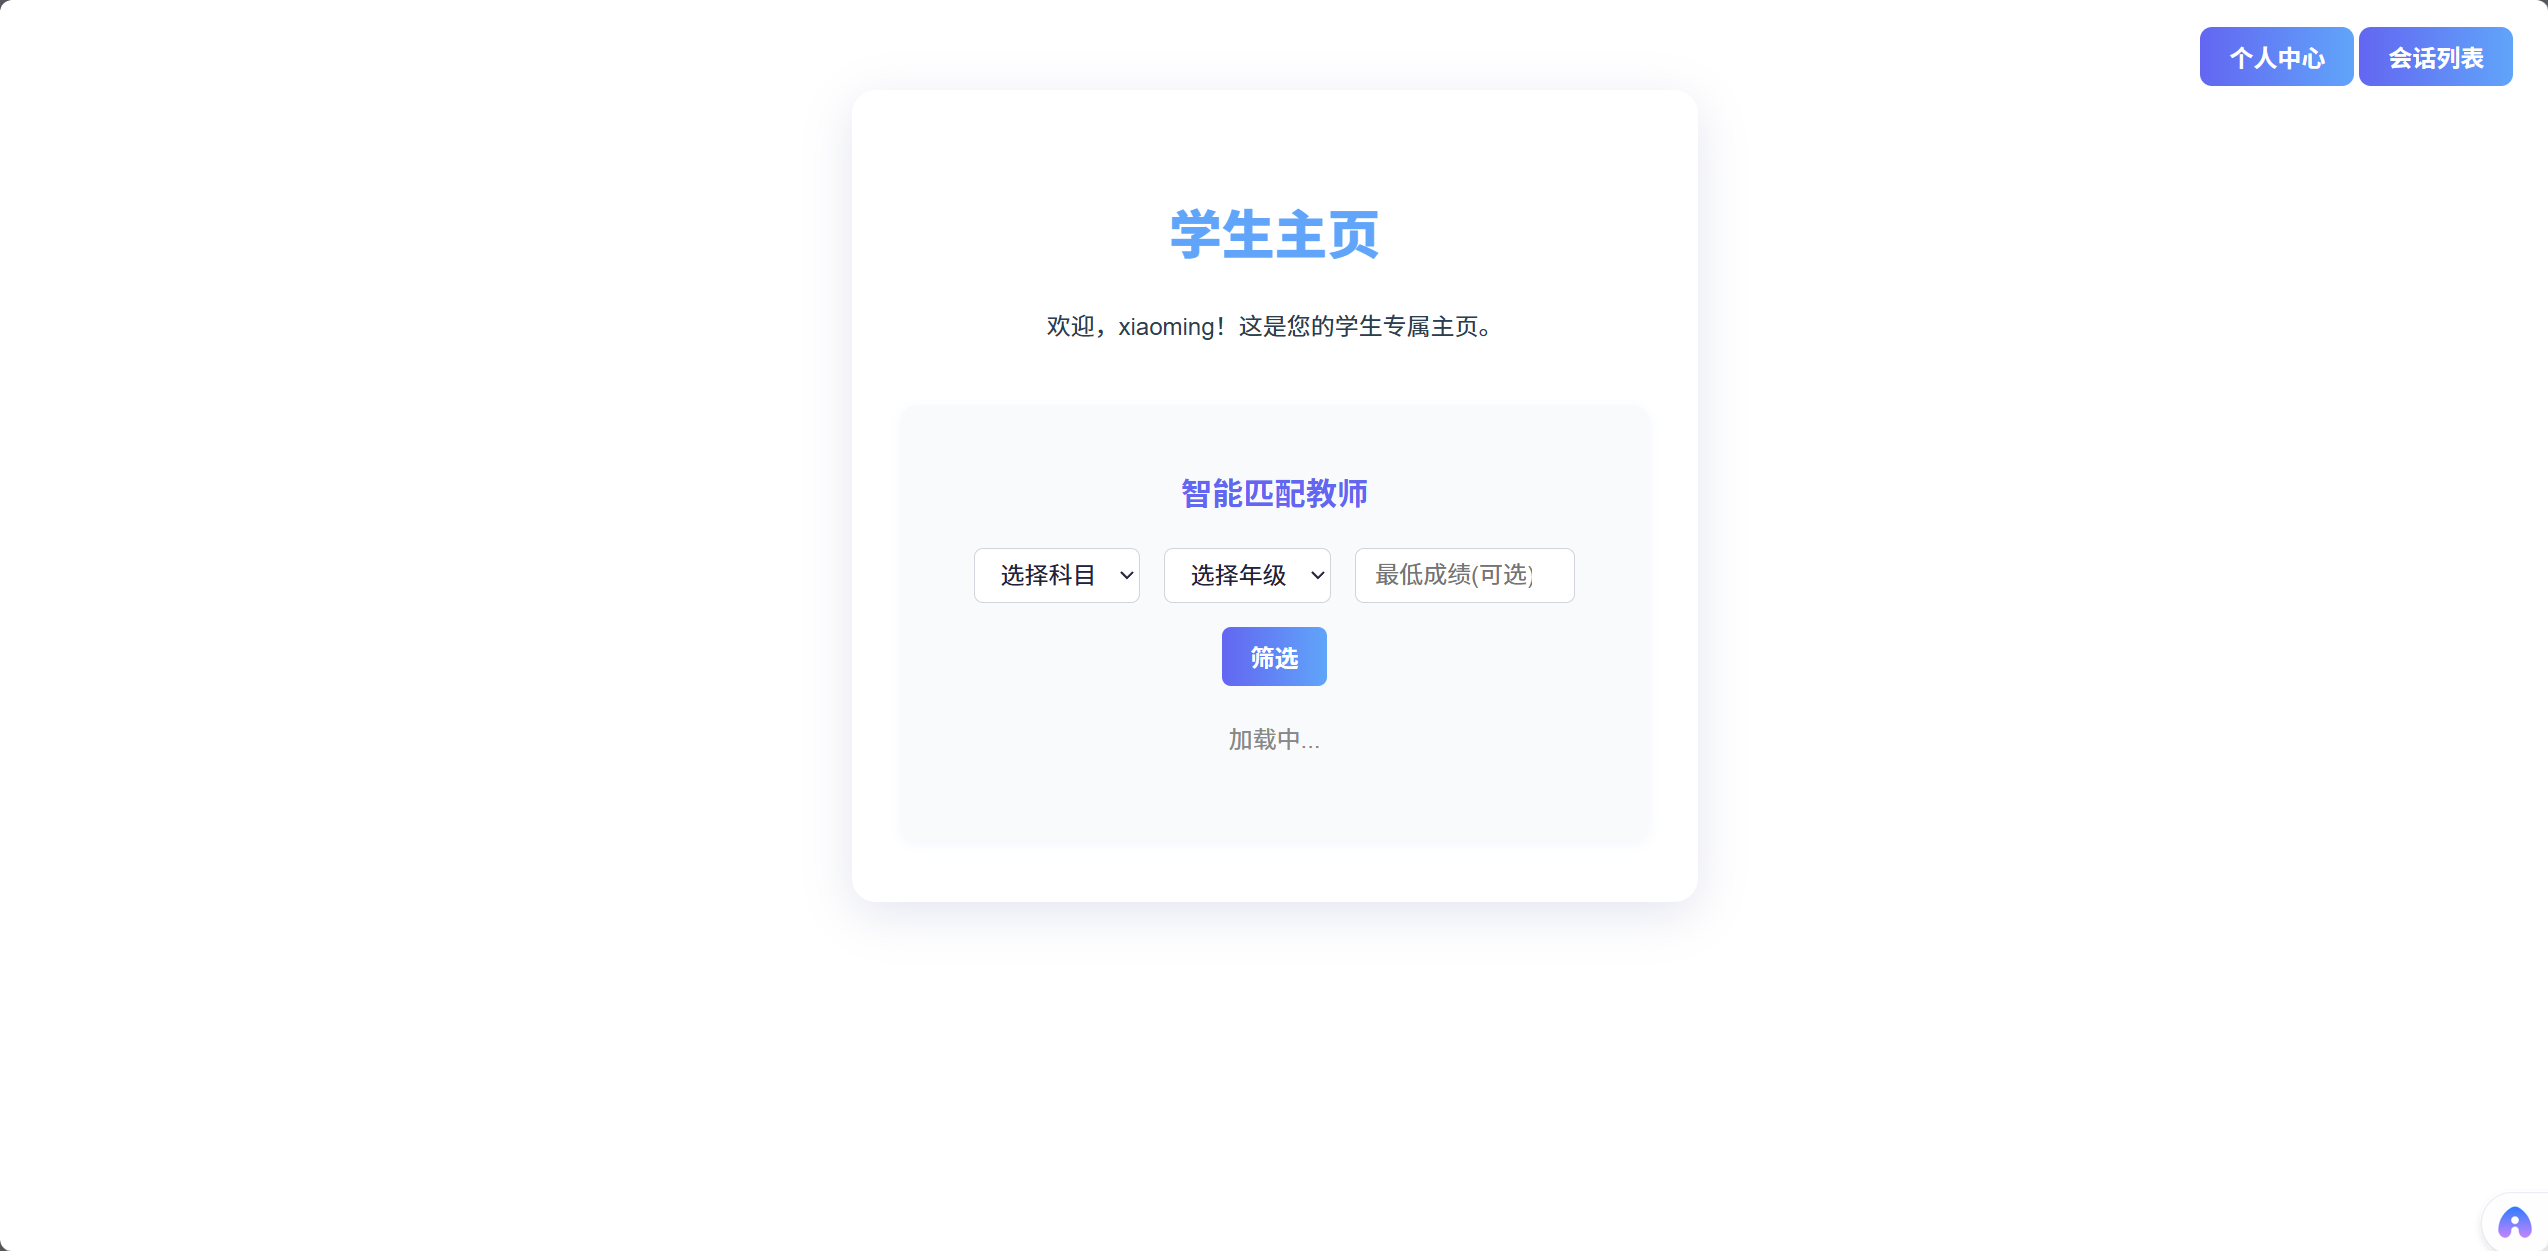 个人中心 会话列表
学生主页
欢迎，xiaoming！这是您的学生专属主页。
智能匹配教师
选择科目 选择年级 最低成绩(可选)
筛选
加载中...